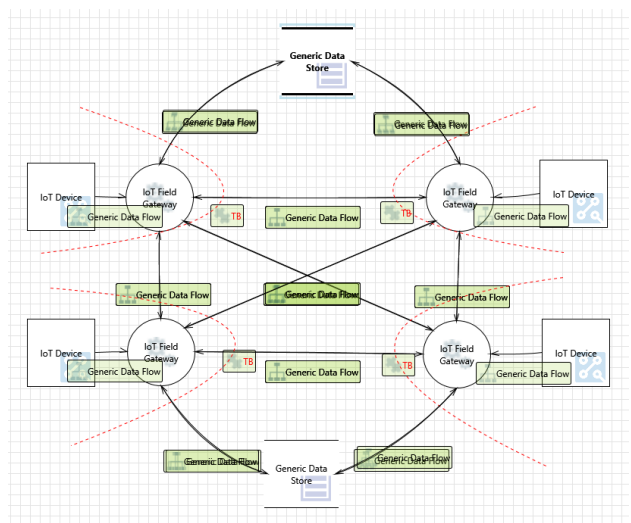 Generic Data
Store
Generic Data Flow
Generic Data Flow
IoT Device
IoT Field
Gateway
Generic Data Flow
TB
Generic Data Flow
TB
IoT Field
Gateway
Generic Data Flow
IoT Device
Generic Data Flow
Generic Data Flow
Generic Data Flow
IoT Device
IoT Field
Gateway
Generic Data Flow
TB
Generic Data Flow
TB
IoT Field
Gateway
Generic Data Flow
IoT Device
Generic Data Flow
Generic Data Flow
Generic Data
Store